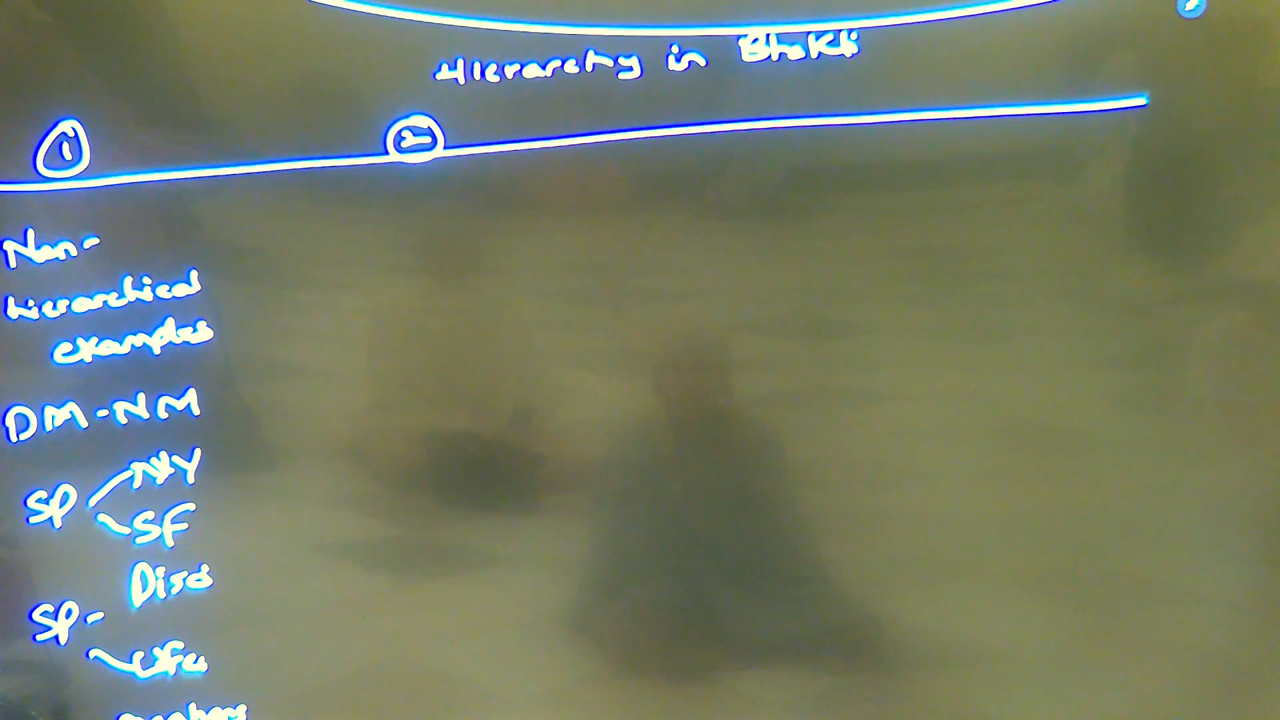 Hierarchy in Bhakti
1
2
Non-
hierarchical
examples
DM-NM
SP
NY
SF
SP-
Disc